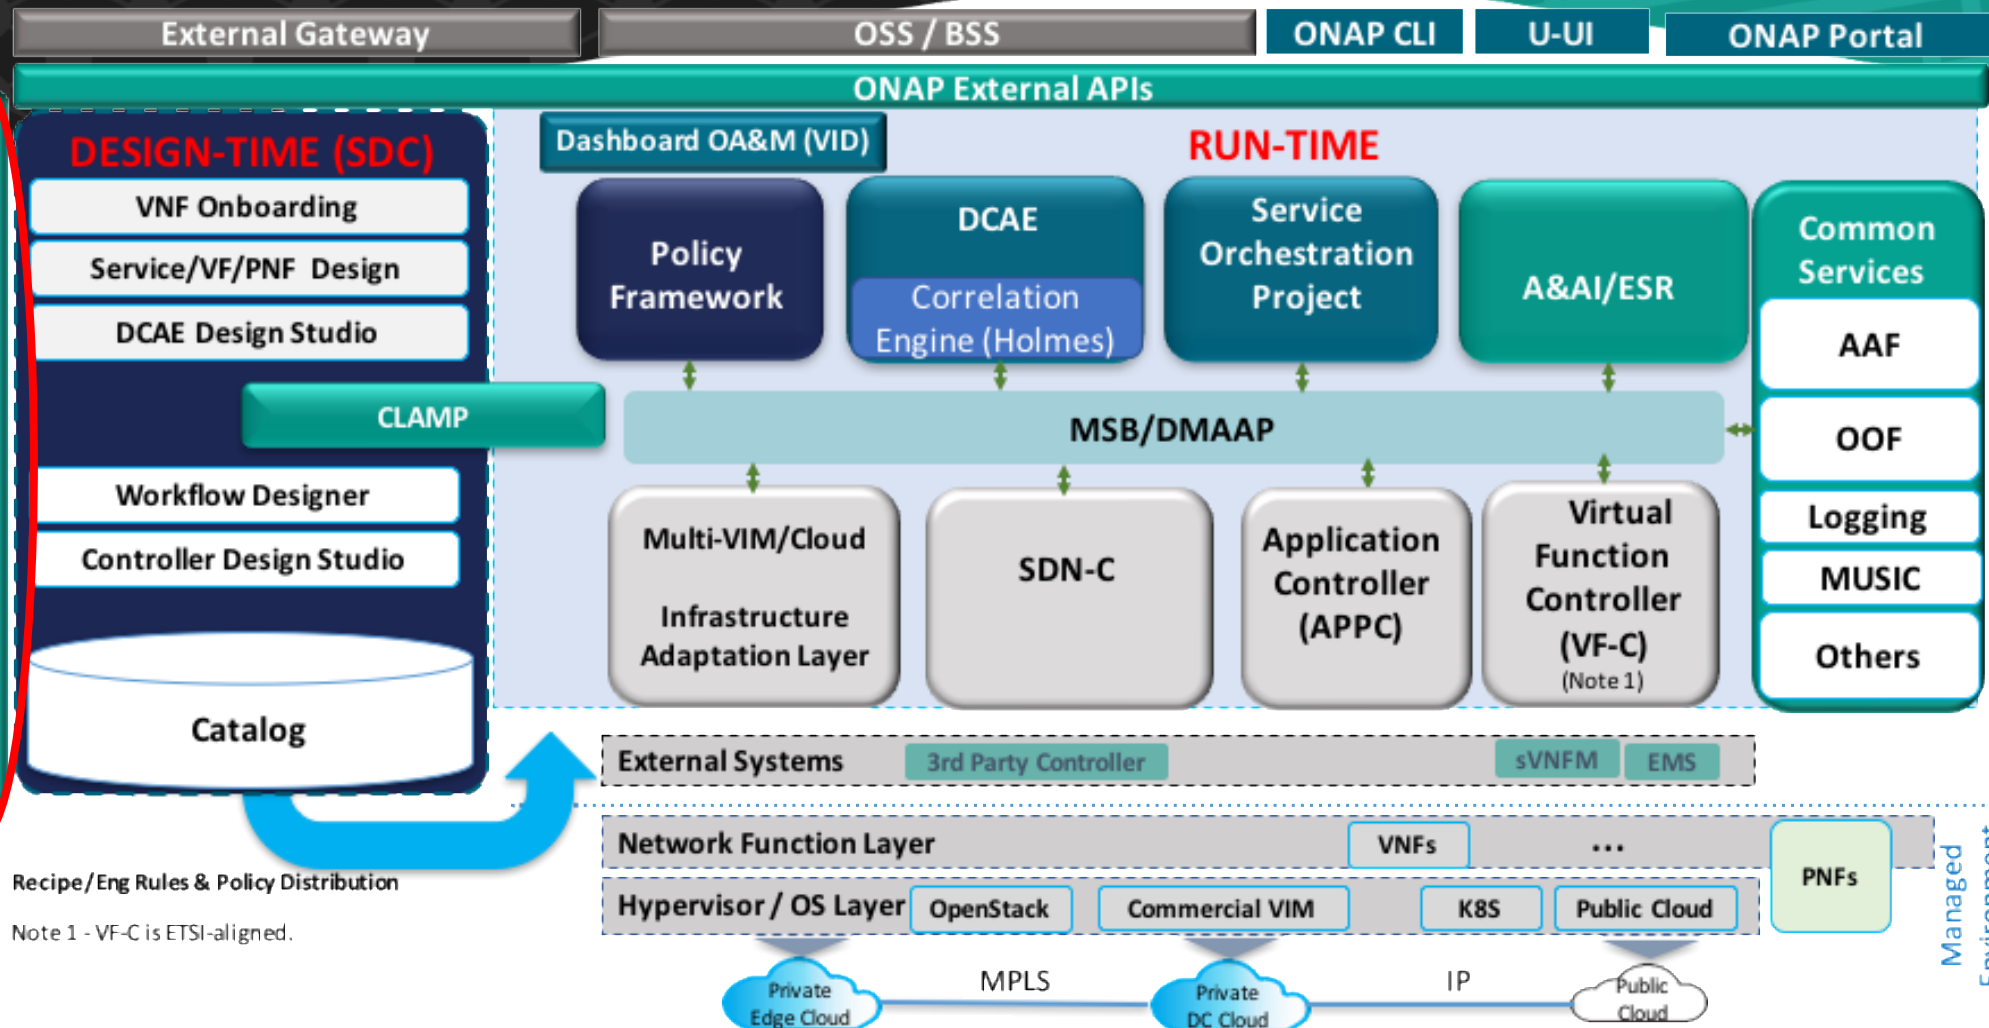 External Gateway
OSS / BSS
ONAP CLI
U-UI
ONAP Portal
ONAP External APIs
DESIGN-TIME (SDC)
VNF Onboarding
Service/VF/PNF Design
DCAE Design Studio
CLAMP
Workflow Designer
Controller Design Studio
Catalog
Dashboard OA&M (VID)
RUN-TIME
Policy
Framework
DCAE
Correlation
Engine (Holmes)
Service
Orchestration
Project
A&AI/ESR
Common
Services
AAF
OOF
Logging
MUSIC
Others
MSB/DMAAP
Multi-VIM/Cloud
Infrastructure
Adaptation Layer
SDN-C
Application
Controller
(APPC)
Virtual
Function
Controller
(VF-C)
(Note 1)
External Systems
3rd Party Controller
sVNFM
EMS
Network Function Layer
VNFs
...
PNFs
Hypervisor / OS Layer
OpenStack
Commercial VIM
K8S
Public Cloud
Managed
Environment
Recipe/Eng Rules & Policy Distribution
Note 1 - VF-C is ETSI-aligned.
Private
Edge Cloud
MPLS
Private
DC Cloud
IP
Public
Cloud